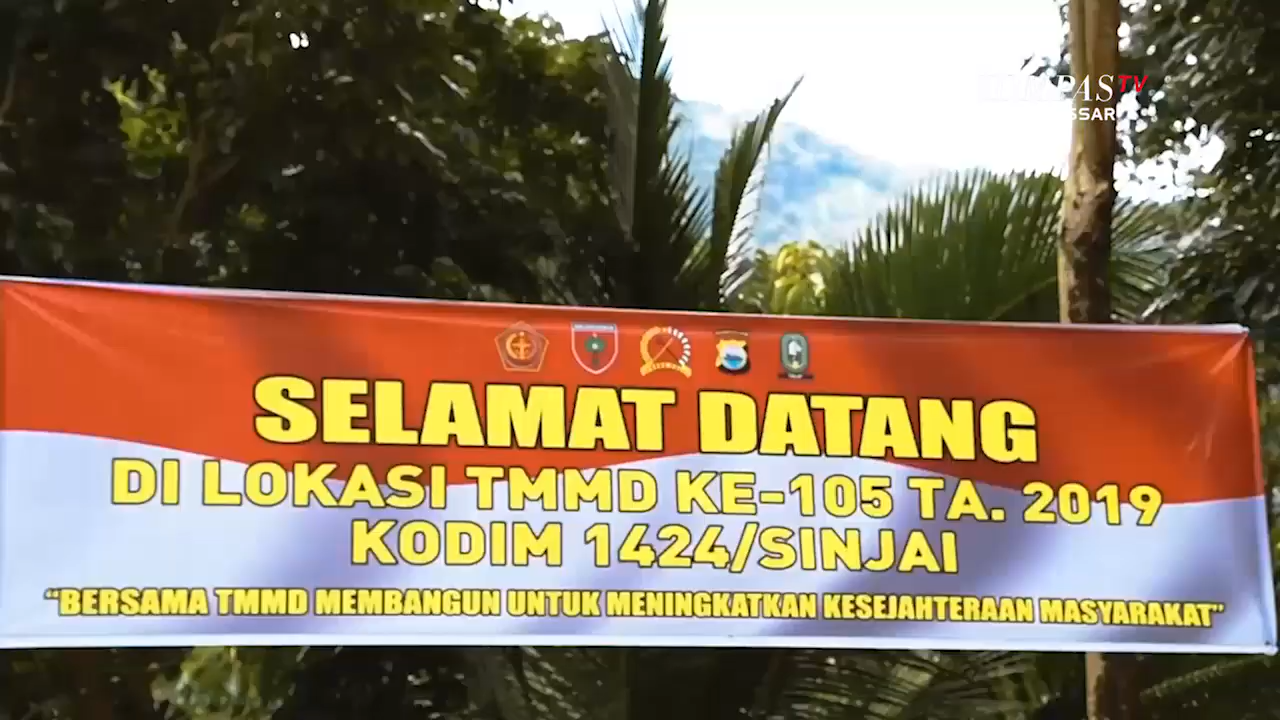 TV
SELAMAT DATANG
DI LOKASI TMMD KE-105 TA. 2019
KODIM 1424/SINJAI
"BERSAMA TMMD MEMBANGUN UNTUK MENINGKATKAN KESEJAHTERAAN MASYARAKAT"